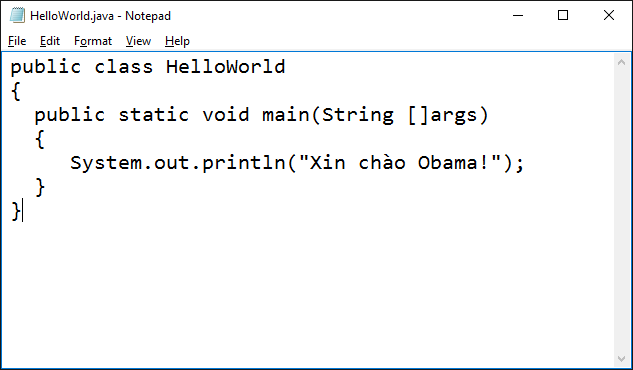 HelloWorld.java - Notepad
File Edit Format View Help
public class HelloWorld
{
  public static void main(String []args)
  {
     System.out.println("Xin chào Obama!");
  }
}